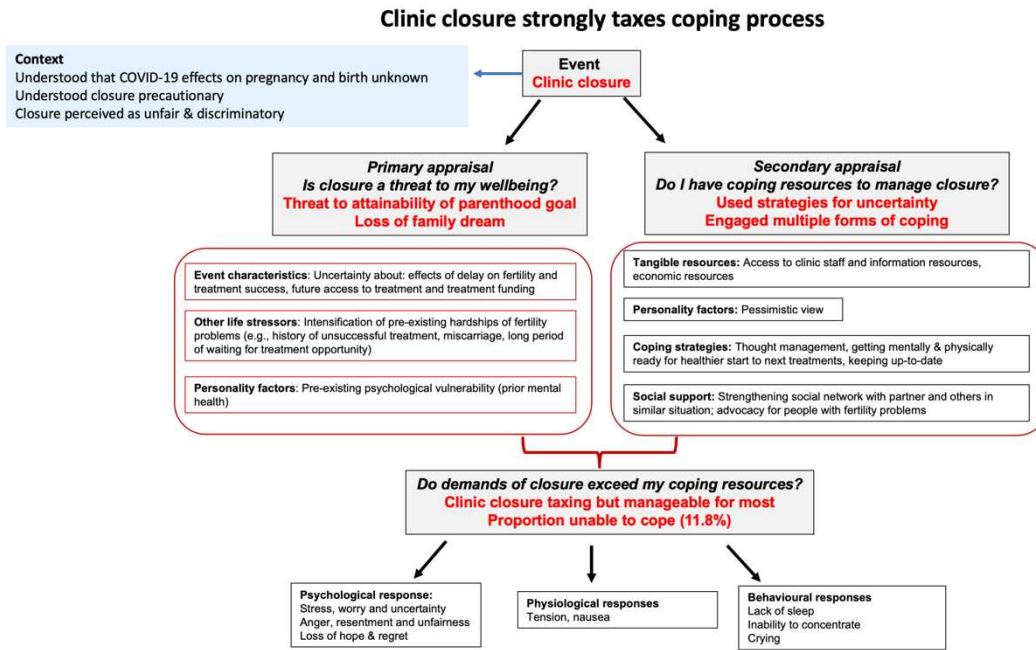 Clinic closure strongly taxes coping process
Context
Understood that COVID-19 effects on pregnancy and birth unknown
Understood closure precautionary
Closure perceived as unfair & discriminatory
Event
Clinic closure
Primary appraisal
Is closure a threat to my wellbeing?
Threat to attainability of parenthood goal
Loss of family dream
Secondary appraisal
Do I have coping resources to manage closure?
Used strategies for uncertainty
Engaged multiple forms of coping
Event characteristics: Uncertainty about: effects of delay on fertility and
treatment success, future access to treatment and treatment funding
Other life stressors: Intensification of pre-existing hardships of fertility
problems (e.g., history of unsuccessful treatment, miscarriage, long period
of waiting for treatment opportunity)
Personality factors: Pre-existing psychological vulnerability (prior mental
health)
Tangible resources: Access to clinic staff and information resources,
economic resources
Personality factors: Pessimistic view
Coping strategies: Thought management, getting mentally & physically
ready for healthier start to next treatments, keeping up-to-date
Social support: Strengthening social network with partner and others in
similar situation; advocacy for people with fertility problems
Do demands of closure exceed my coping resources?
Clinic closure taxing but manageable for most
Proportion unable to cope (11.8%)
Psychological response:
Stress, worry and uncertainty
Anger, resentment and unfairness
Loss of hope & regret
Physiological responses
Tension, nausea
Behavioural responses
Lack of sleep
Inability to concentrate
Crying